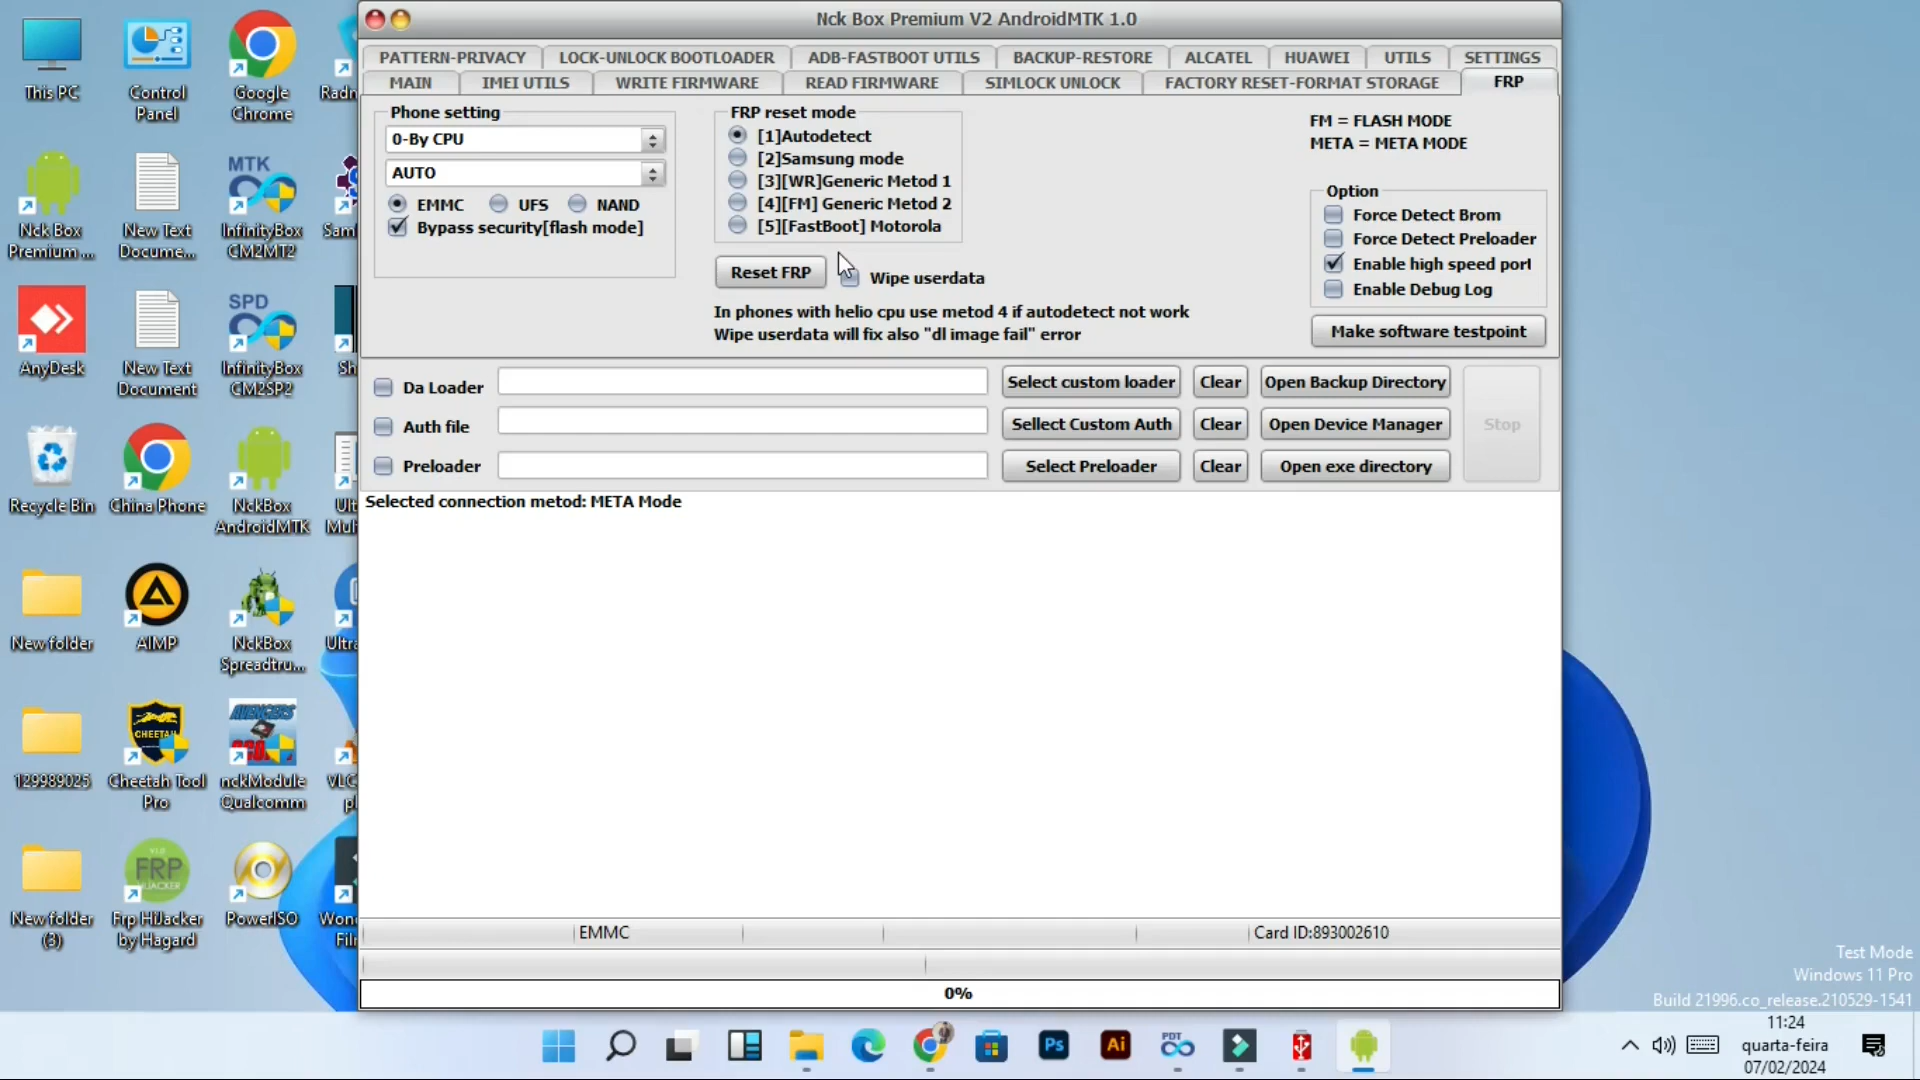 Nck Box Premium V2 AndroidMTK 1.0
PATTERN-PRIVACY
LOCK-UNLOCK BOOTLOADER
ADB-FASTBOOT UTILS
BACKUP-RESTORE
ALCATEL
HUAWEI
UTILS
SETTINGS
MAIN
IMEI UTILS
WRITE FIRMWARE
READ FIRMWARE
SIMLOCK UNLOCK
FACTORY RESET-FORMAT STORAGE
FRP
Phone setting
0-By CPU
AUTO
EMMC
UFS
NAND
Bypass security[flash mode]
FRP reset mode
[1]Autodetect
[2]Samsung mode
[3][WR]Generic Metod 1
[4][FM] Generic Metod 2
[5][FastBoot] Motorola
Reset FRP
Wipe userdata
In phones with helio cpu use metod 4 if autodetect not work
Wipe userdata will fix also "dl image fail" error
FM = FLASH MODE
META = META MODE
Option
Force Detect Brom
Force Detect Preloader
Enable high speed port
Enable Debug Log
Make software testpoint
Da Loader
Select custom loader
Clear
Open Backup Directory
Auth file
Sellect Custom Auth
Clear
Open Device Manager
Stop
Preloader
Select Preloader
Clear
Open exe directory
Selected connection metod: META Mode
EMMC
Card ID:893002610
0%
This PC
Control
Panel
Google
Chrome
Nck Box
Premium ...
New Text
Docume...
MTK
InfinityBox
CM2MT2
AnyDesk
New Text
Document
SPD
InfinityBox
CM2SP2
Recycle Bin
China Phone
NckBox
AndroidMTK
New folder
AIMP
NckBox
Spreadtru...
129989025
CHEETAH
Cheetah Tool
Pro
AVENGERS
nckModule
Qualcomm
New folder
(3)
FRP
HIJACKER
Frp HiJacker
by Hagard
PowerISO
Test Mode
Windows 11 Pro
Build 21996.co_release.210529-1541
Ps
Ai
PDT
11:24
quarta-feira
07/02/2024